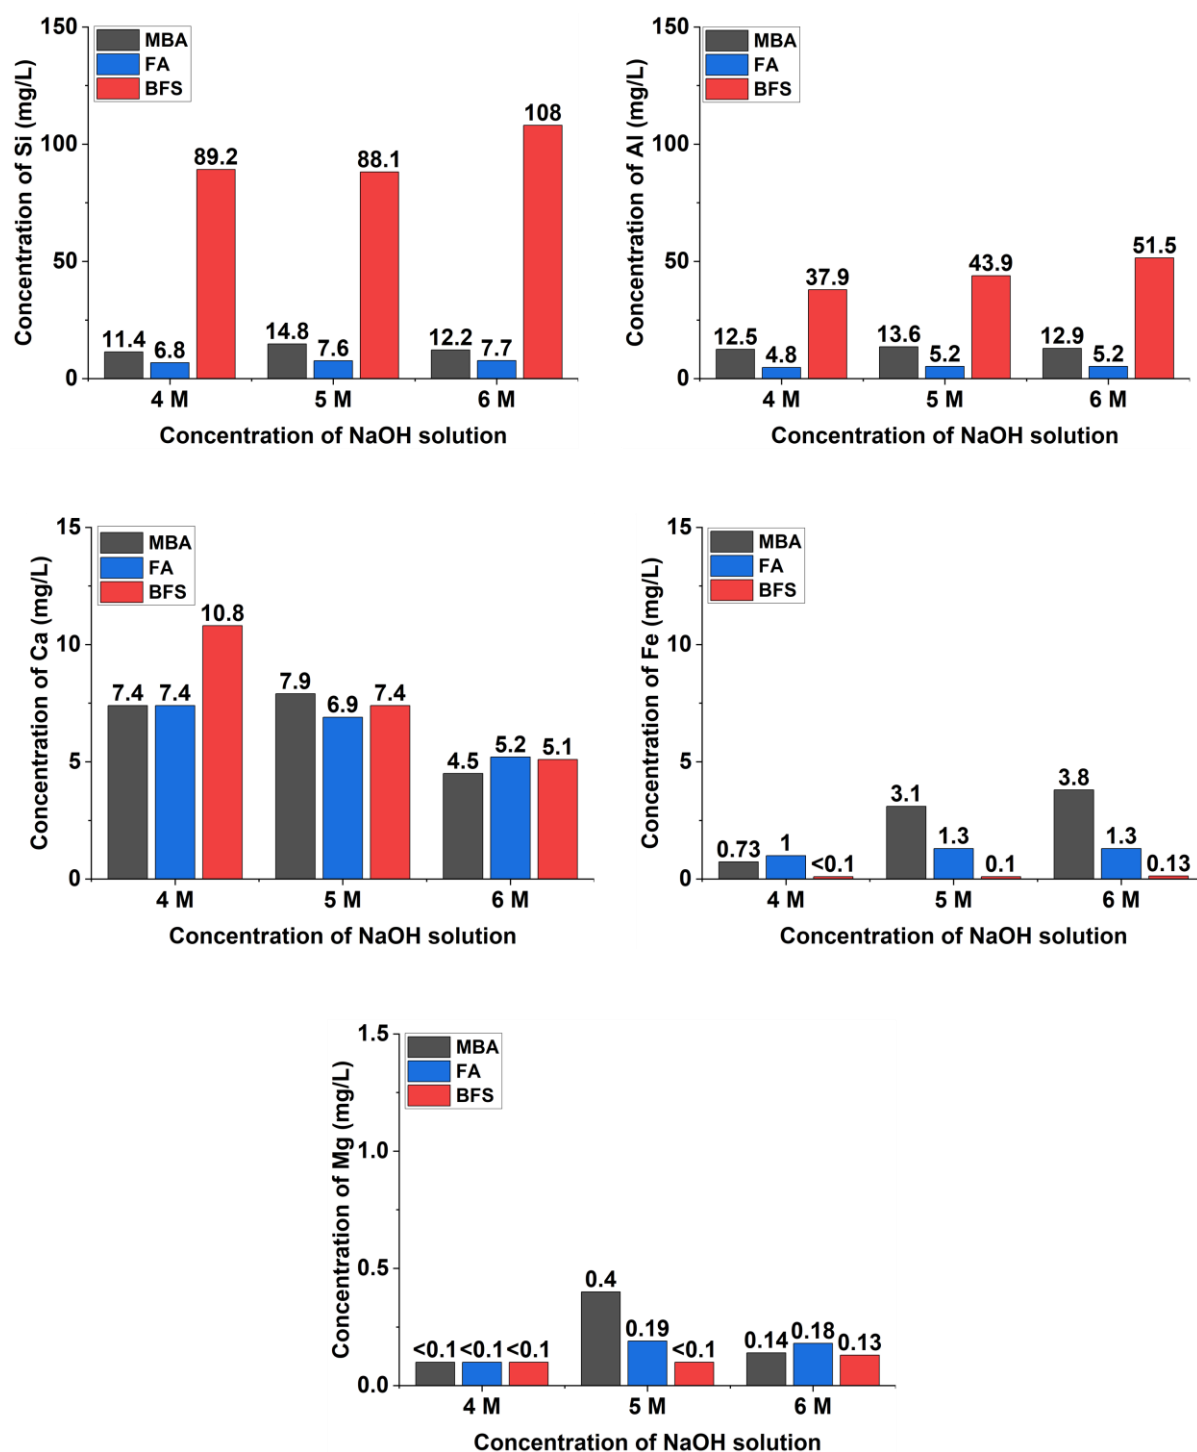 Concentration of Si (mg/L)
150
100
50
0
MBA
FA
BFS
11.4 6.8 89.2
14.8 7.6 88.1
12.2 7.7 108
4 M 5 M 6 M
Concentration of NaOH solution
Concentration of Al (mg/L)
150
100
50
0
MBA
FA
BFS
12.5 4.8 37.9
13.6 5.2 43.9
12.9 5.2 51.5
4 M 5 M 6 M
Concentration of NaOH solution
Concentration of Ca (mg/L)
15
10
5
0
MBA
FA
BFS
7.4 7.4 10.8
7.9 6.9 7.4
4.5 5.2 5.1
4 M 5 M 6 M
Concentration of NaOH solution
Concentration of Fe (mg/L)
15
10
5
0
MBA
FA
BFS
0.73 1 <0.1
3.1 1.3 0.1
3.8 1.3 0.13
4 M 5 M 6 M
Concentration of NaOH solution
Concentration of Mg (mg/L)
1.5
1.0
0.5
0.0
MBA
FA
BFS
<0.1 <0.1 <0.1
0.4 0.19 <0.1
0.14 0.18 0.13
4 M 5 M 6 M
Concentration of NaOH solution